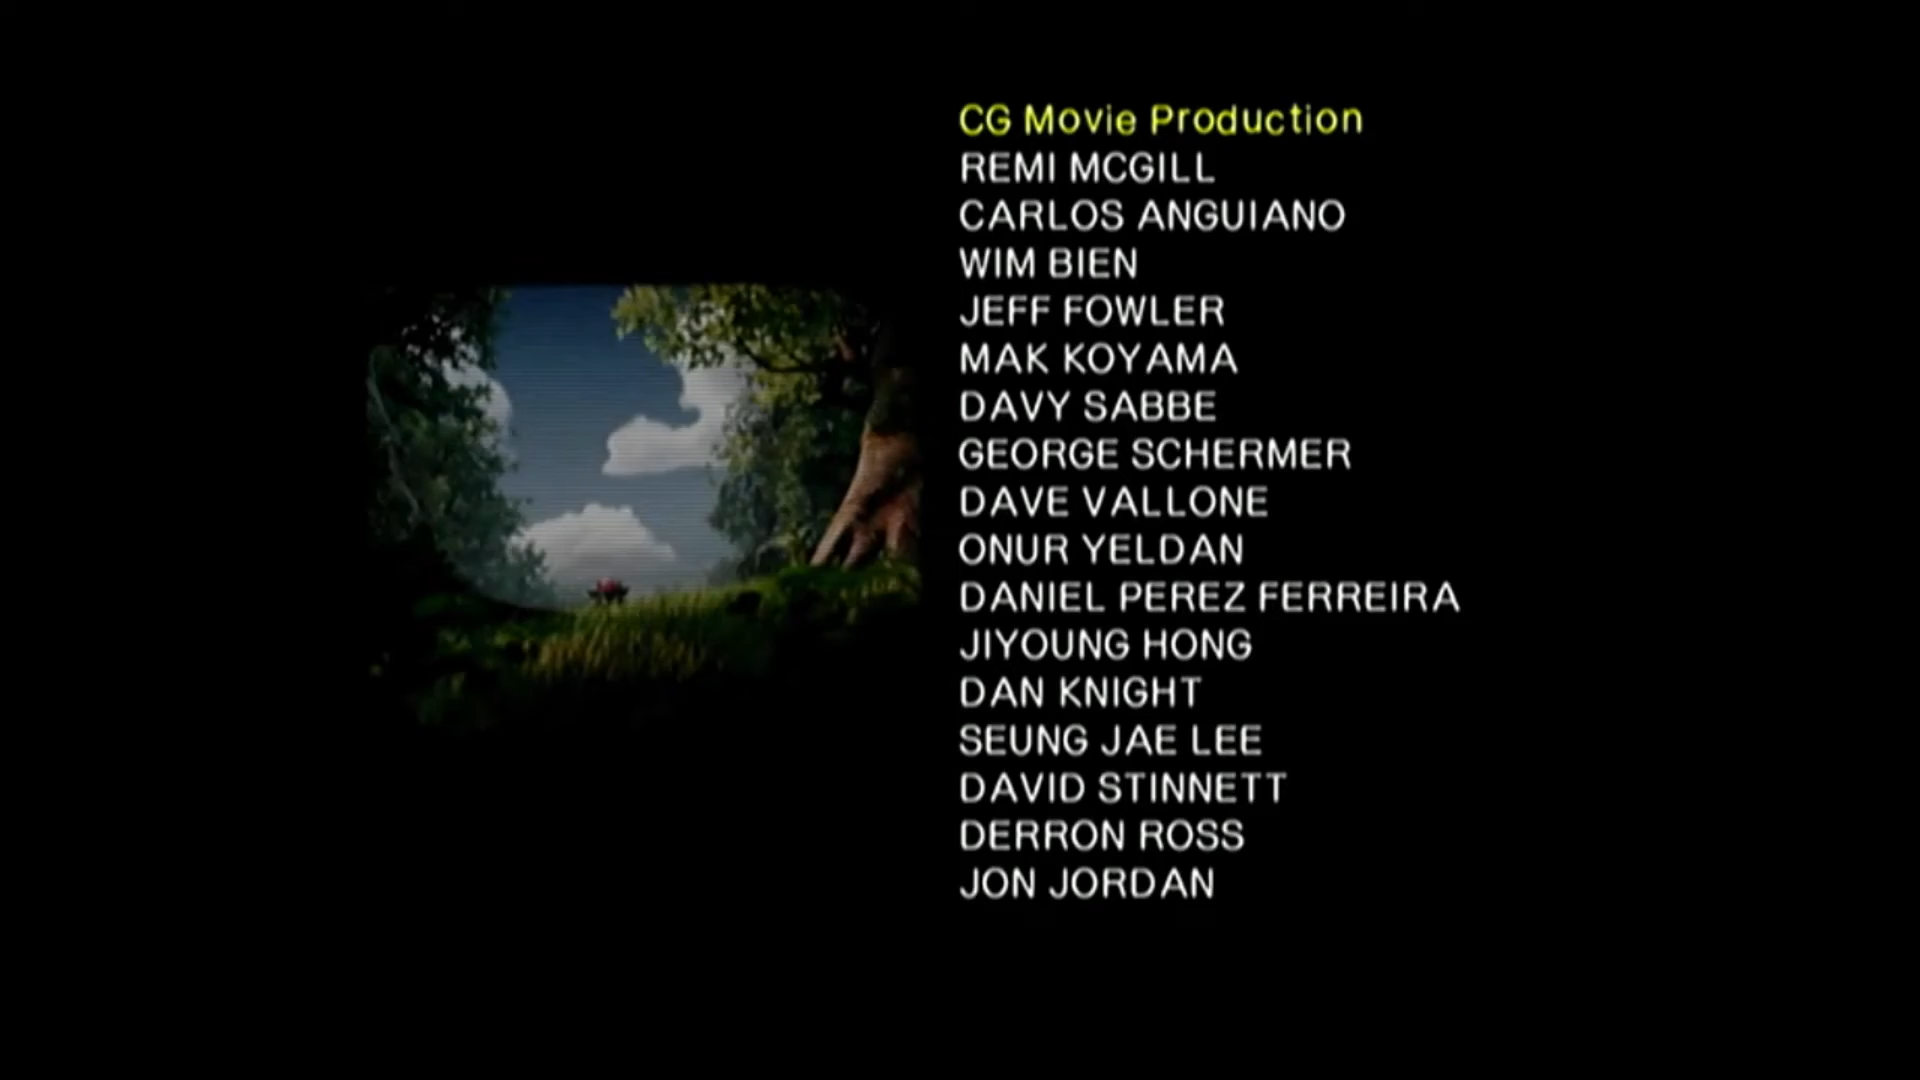 CG Movie Production
REMI MCGILL
CARLOS ANGUIANO
WIM BIEN
JEFF FOWLER
MAK KOYAMA
DAVY SABBE
GEORGE SCHERMER
DAVE VALLONE
ONUR YELDAN
DANIEL PEREZ FERREIRA
JIYOUNG HONG
DAN KNIGHT
SEUNG JAE LEE
DAVID STINNETT
DERRON ROSS
JON JORDAN